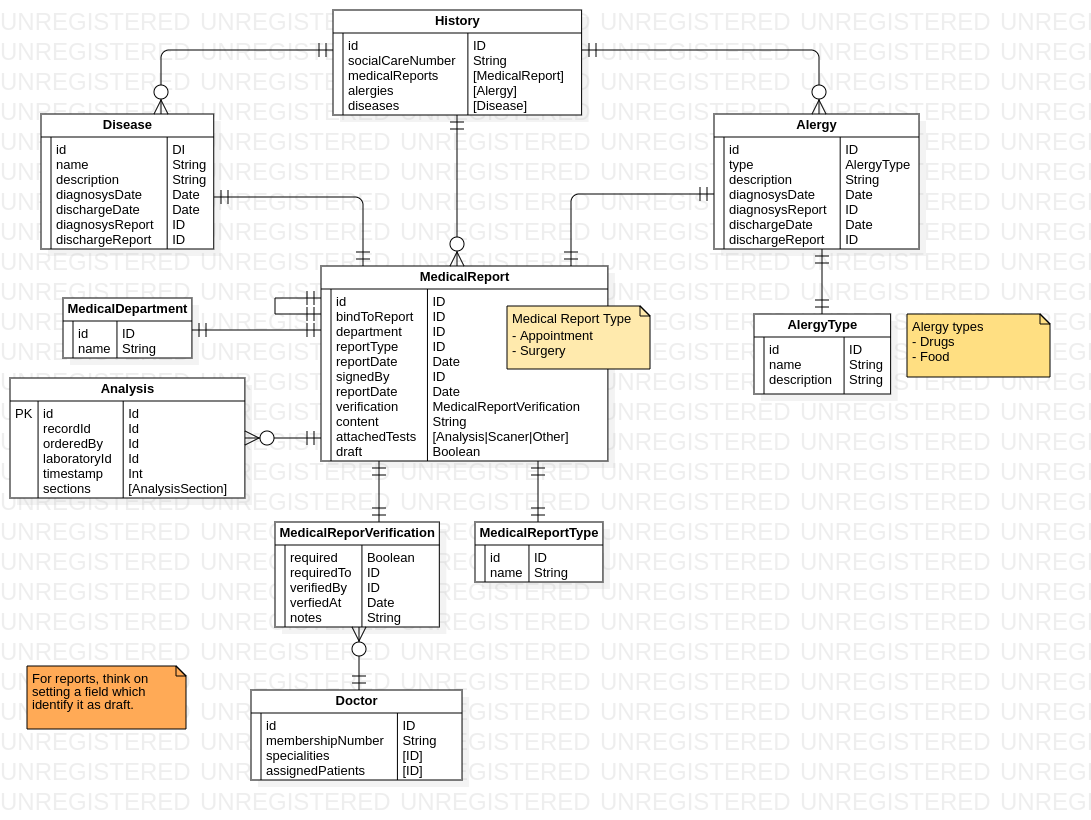 History
id ID
socialCareNumber String
medicalReports [MedicalReport]
alergies [Alergy]
diseases [Disease]
Disease
id DI
name String
description String
diagnosysDate Date
dischargeDate Date
diagnosysReport ID
dischargeReport ID
Alergy
id ID
type AlergyType
description String
diagnosysDate Date
diagnosysReport ID
dischargeDate Date
dischargeReport ID
MedicalReport
id ID
bindToReport ID
department ID
reportType ID
reportDate Date
signedBy ID
reportDate Date
verification MedicalReportVerification
content String
attachedTests [Analysis|Scaner|Other]
draft Boolean
Medical Report Type
- Appointment
- Surgery
MedicalDepartment
id ID
name String
AlergyType
id ID
name String
description String
Alergy types
- Drugs
- Food
Analysis
PK id Id
recordId Id
orderedBy Id
laboratoryId Id
timestamp Int
sections [AnalysisSection]
MedicalReporVerification
required Boolean
requiredTo ID
verifiedBy ID
verfiedAt Date
notes String
MedicalReportType
id ID
name String
For reports, think on
setting a field which
identify it as draft.
Doctor
id ID
membershipNumber String
specialities [ID]
assignedPatients [ID]
UNREGISTERED